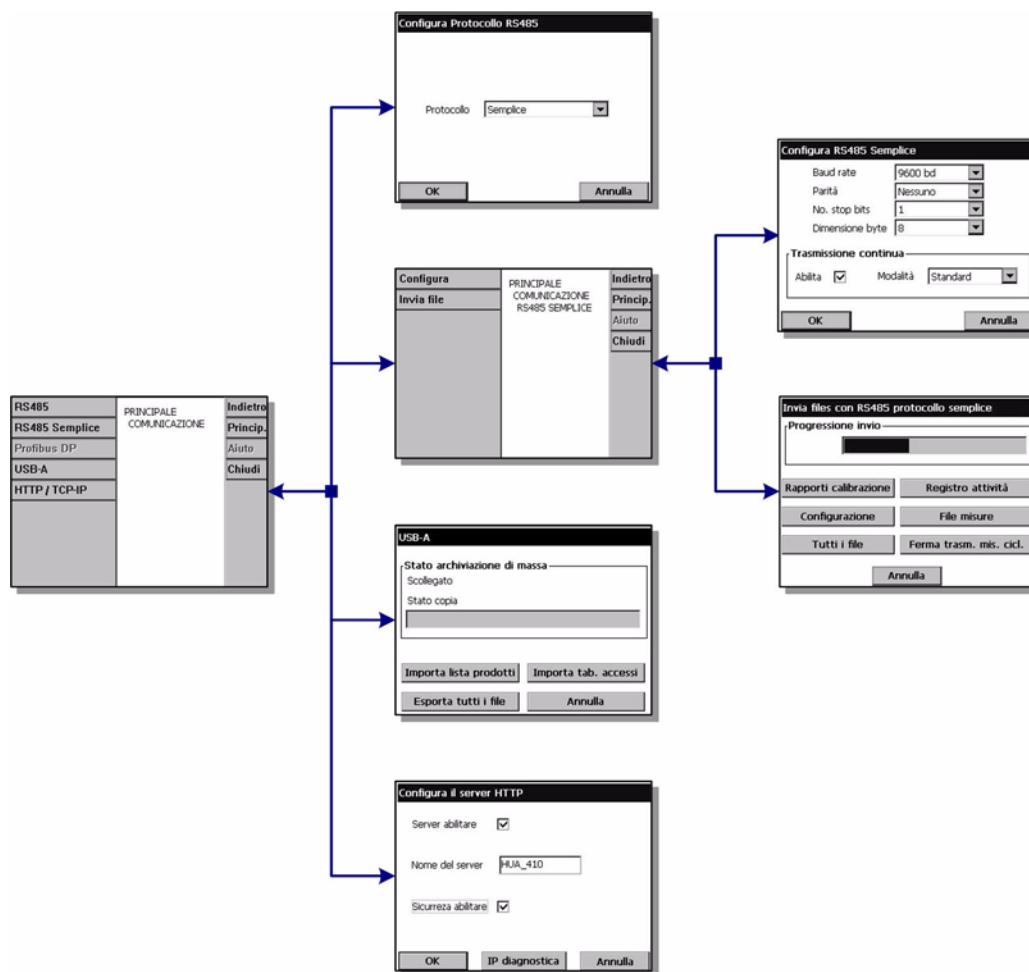 Configura Protocollo RS485
Protocollo Semplice
OK Annulla
Configura RS485 Semplice
Baud rate 9600 bd
Parità Nessuno
No. stop bits 1
Dimensione byte 8
Trasmissione continua
Abilita Modalità Standard
OK Annulla
Configura
Invia file
PRINCIPALE
COMUNICAZIONE
RS485 SEMPLICE
Indietro
Princip.
Aiuto
Chiudi
RS485
RS485 Semplice
Profibus DP
USB-A
HTTP / TCP-IP
PRINCIPALE
COMUNICAZIONE
Indietro
Princip.
Aiuto
Chiudi
Invia files con RS485 protocollo semplice
Progressione invio
Rapporti calibrazione Registro attività
Configurazione File misure
Tutti i file Ferma trasm. mis. cicl.
Annulla
USB-A
Stato archiviazione di massa
Scollegato
Stato copia
Importa lista prodotti Importa tab. accessi
Esporta tutti i file Annulla
Configura il server HTTP
Server abilitare
Nome del server HUA_410
Sicurreza abilitare
OK IP diagnostica Annulla